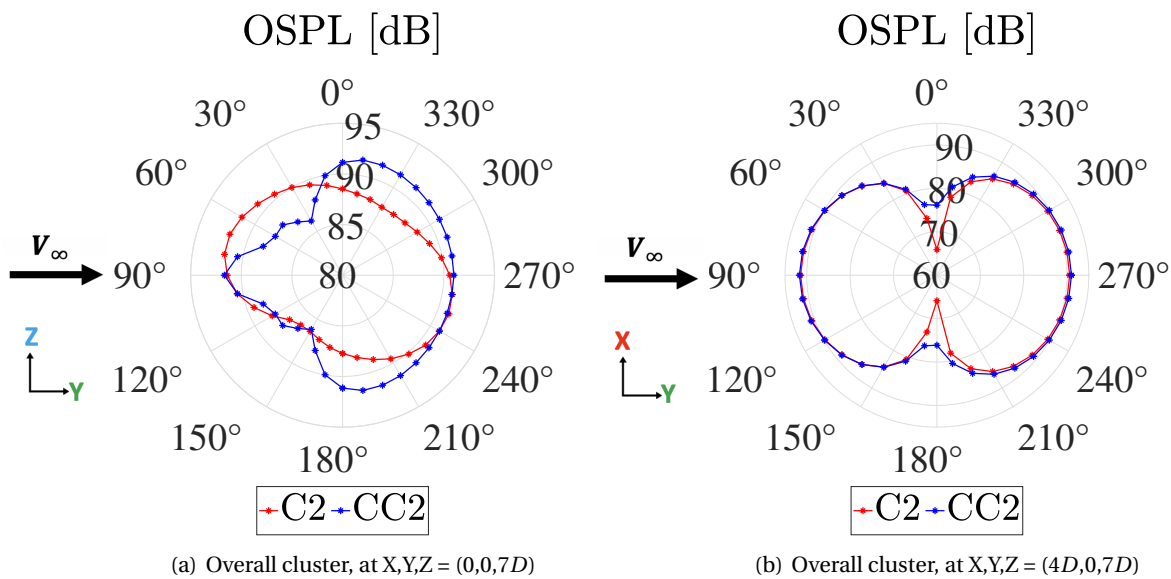 OSPL [dB]
0°
30°
330°
60°
300°
90°
270°
120°
240°
150°
210°
180°
95
90
85
80
V∞
Z
Y
C2 CC2
(a) Overall cluster, at X,Y,Z = (0,0,7D)
OSPL [dB]
0°
30°
330°
60°
300°
90°
270°
120°
240°
150°
210°
180°
90
80
70
60
V∞
X
Y
C2 CC2
(b) Overall cluster, at X,Y,Z = (4D,0,7D)